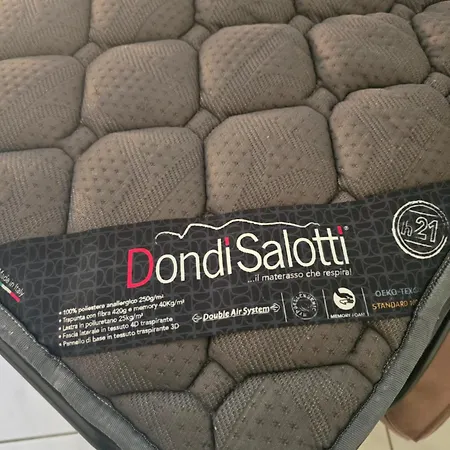 h21
DondiSalotti
...il materasso che respira!
Made in Italy
• 100% poliestere anallergico 250g/m²
• Trapunta con fibra 420g e memory 40Kg/m³
• Lastra in poliuretano 25kg/m³
• Fascia laterale in tessuto 4D traspirante
• Pannello di base in tessuto traspirante 3D
Double Air System
MEMORY FOAM
OEKO-TEX
STANDARD